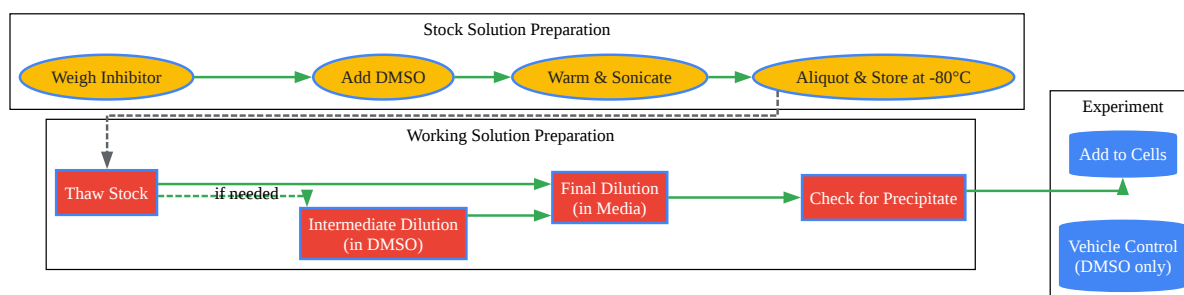 Stock Solution Preparation
Weigh Inhibitor
Add DMSO
Warm & Sonicate
Aliquot & Store at -80°C
Working Solution Preparation
Thaw Stock
if needed
Intermediate Dilution
(in DMSO)
Final Dilution
(in Media)
Check for Precipitate
Experiment
Add to Cells
Vehicle Control
(DMSO only)